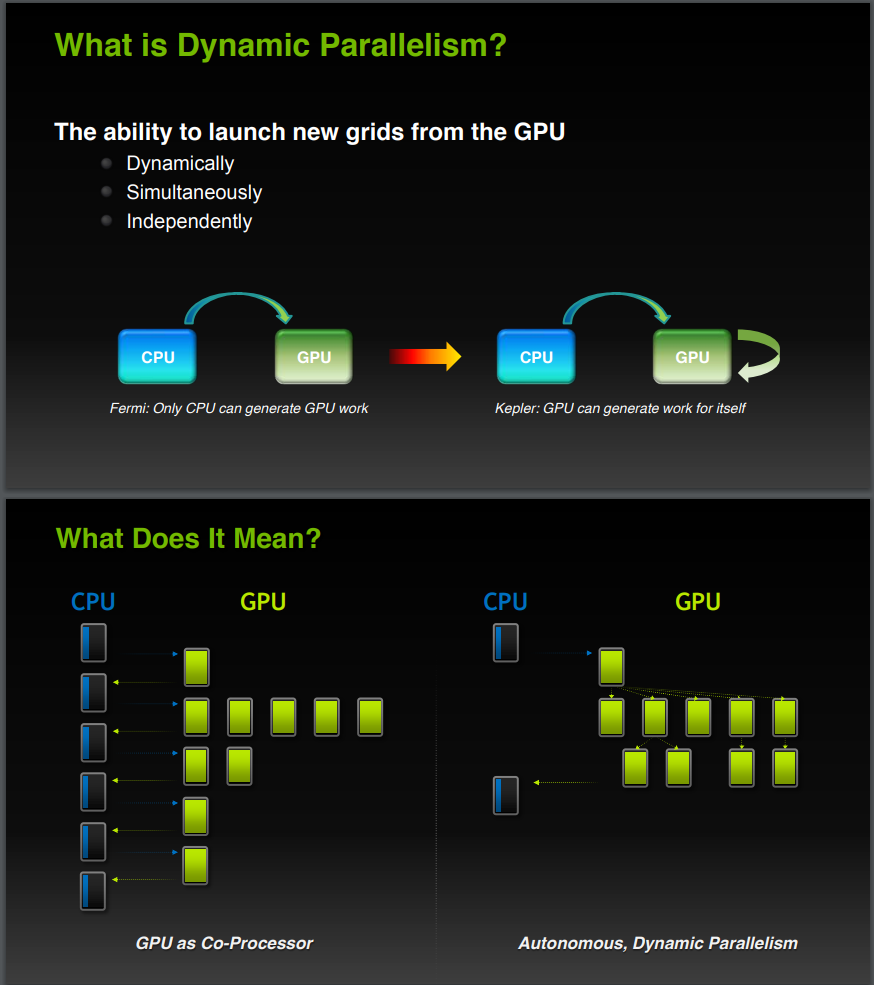 What is Dynamic Parallelism?
The ability to launch new grids from the GPU
Dynamically
Simultaneously
Independently
CPU
GPU
CPU
GPU
Fermi: Only CPU can generate GPU work
Kepler: GPU can generate work for itself
What Does It Mean?
CPU
GPU
CPU
GPU
GPU as Co-Processor
Autonomous, Dynamic Parallelism